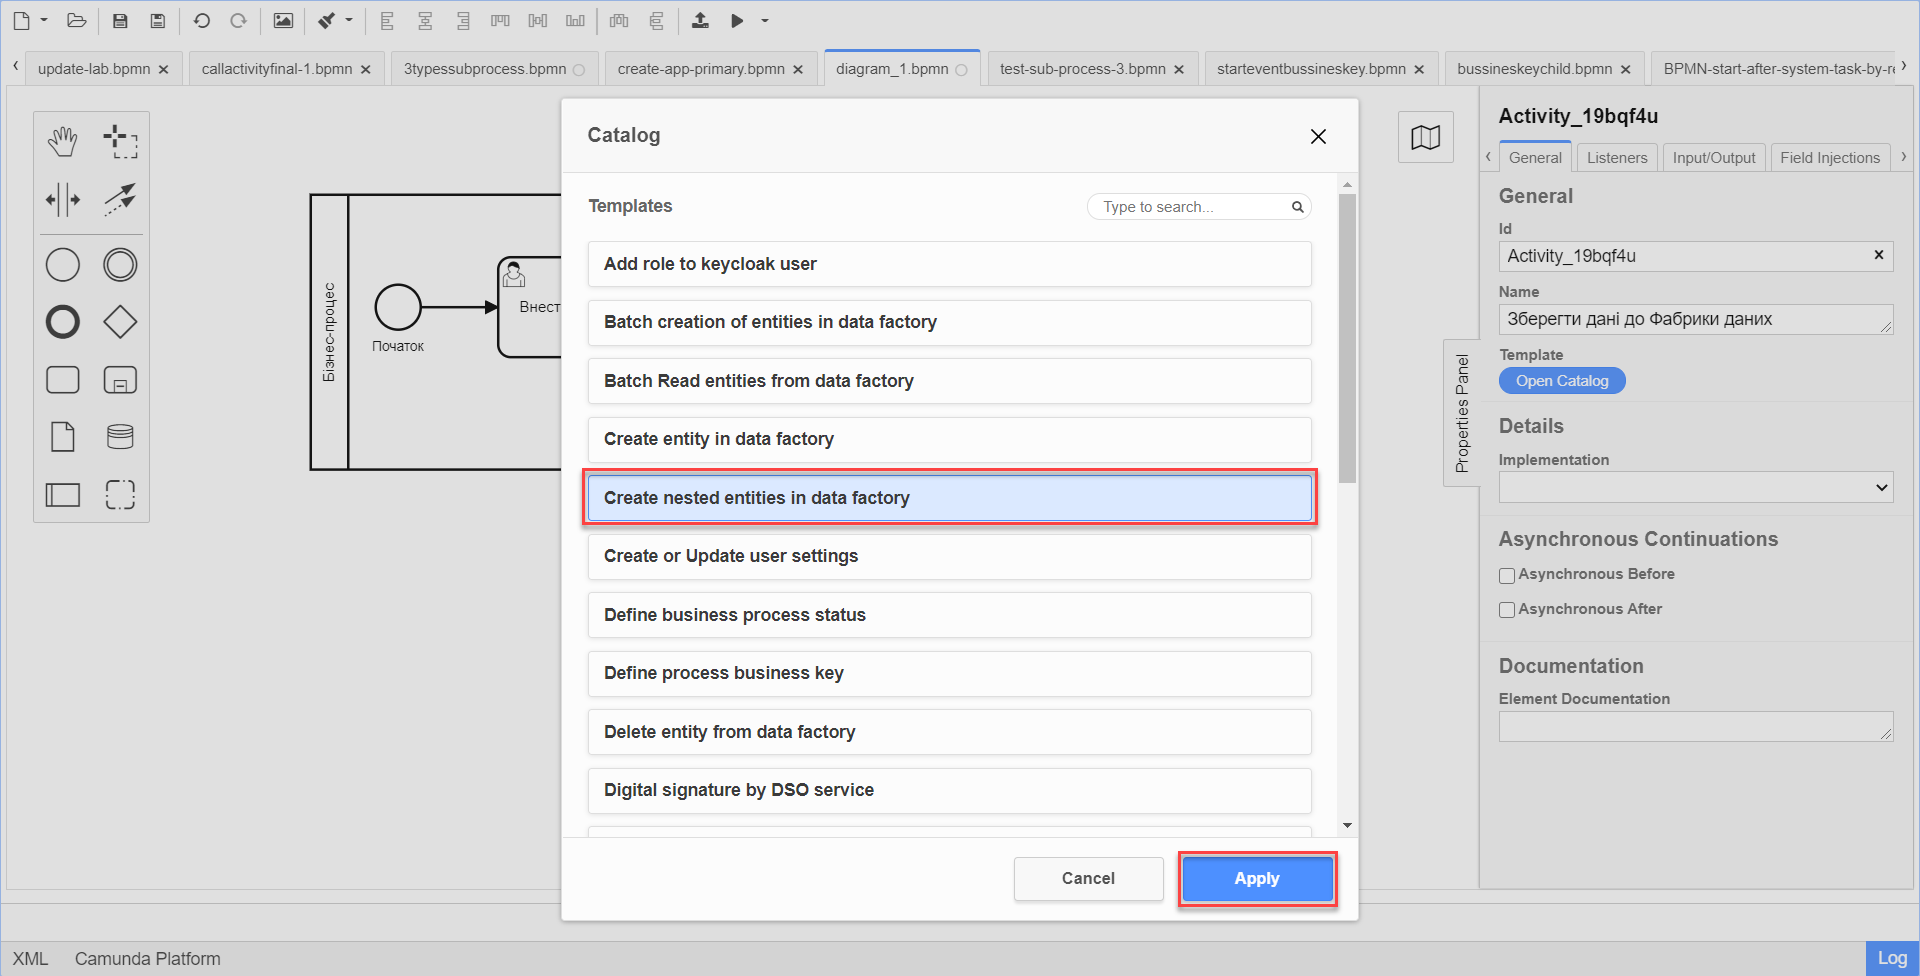 update-lab.bpmn
callactivityfinal-1.bpmn
3typessubprocess.bpmn
create-app-primary.bpmn
diagram_1.bpmn
test-sub-process-3.bpmn
starteventbussineskey.bpmn
bussineskeychild.bpmn
BPMN-start-after-system-task-by-re
Бізнес-процес
Початок
Внест
Catalog
Templates
Type to search...
Add role to keycloak user
Batch creation of entities in data factory
Batch Read entities from data factory
Create entity in data factory
Create nested entities in data factory
Create or Update user settings
Define business process status
Define process business key
Delete entity from data factory
Digital signature by DSO service
Cancel
Apply
Properties Panel
Activity_19bqf4u
General
Listeners
Input/Output
Field Injections
General
Id
Activity_19bqf4u
Name
Зберегти дані до Фабрики даних
Template
Open Catalog
Details
Implementation
Asynchronous Continuations
Asynchronous Before
Asynchronous After
Documentation
Element Documentation
XML
Camunda Platform
Log